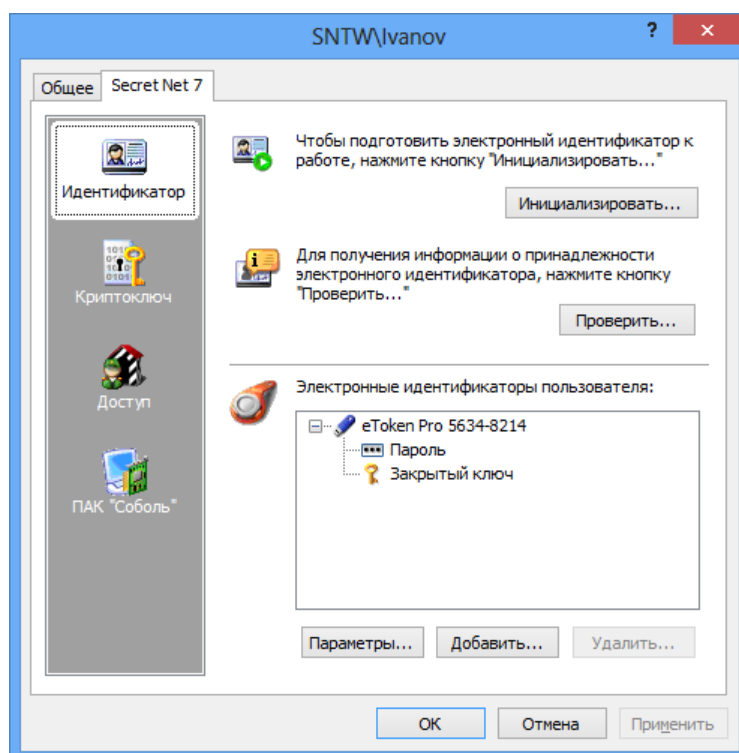 SNTW\Ivanov
?
Общее
Secret Net 7
Идентификатор
Криптоключ
Доступ
ПАК "Соболь"
Чтобы подготовить электронный идентификатор к
работе, нажмите кнопку "Инициализировать..."
Инициализировать...
Для получения информации о принадлежности
электронного идентификатора, нажмите кнопку
"Проверить..."
Проверить...
Электронные идентификаторы пользователя:
eToken Pro 5634-8214
Пароль
Закрытый ключ
Параметры...
Добавить...
Удалить...
OK
Отмена
Применить